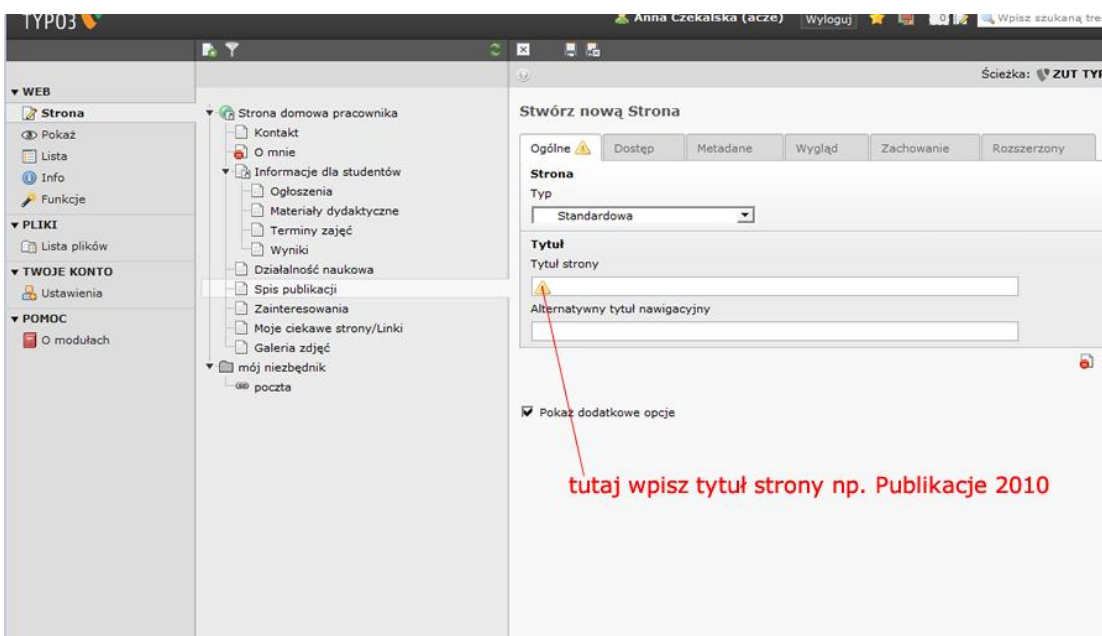 TYPO3
Anna Czekalska (acze)
Wyloguj
0
Wpisz szukaną tre
Ścieżka: ZUT TYP
WEB
Strona
Pokaż
Lista
Info
Funkcje
PLIKI
Lista plików
TWOJE KONTO
Ustawienia
POMOC
O modułach
Strona domowa pracownika
Kontakt
O mnie
Informacje dla studentów
Ogłoszenia
Materiały dydaktyczne
Terminy zajęć
Wyniki
Działalność naukowa
Spis publikacji
Zainteresowania
Moje ciekawe strony/Linki
Galeria zdjęć
mój niezbędnik
poczta
Stwórz nową Strona
Ogólne Dostęp Metadane Wygląd Zachowanie Rozszerzony
Strona
Typ
Standardowa
Tytuł
Tytuł strony
Alternatywny tytuł nawigacyjny
Pokaż dodatkowe opcje
tutaj wpisz tytuł strony np. Publikacje 2010